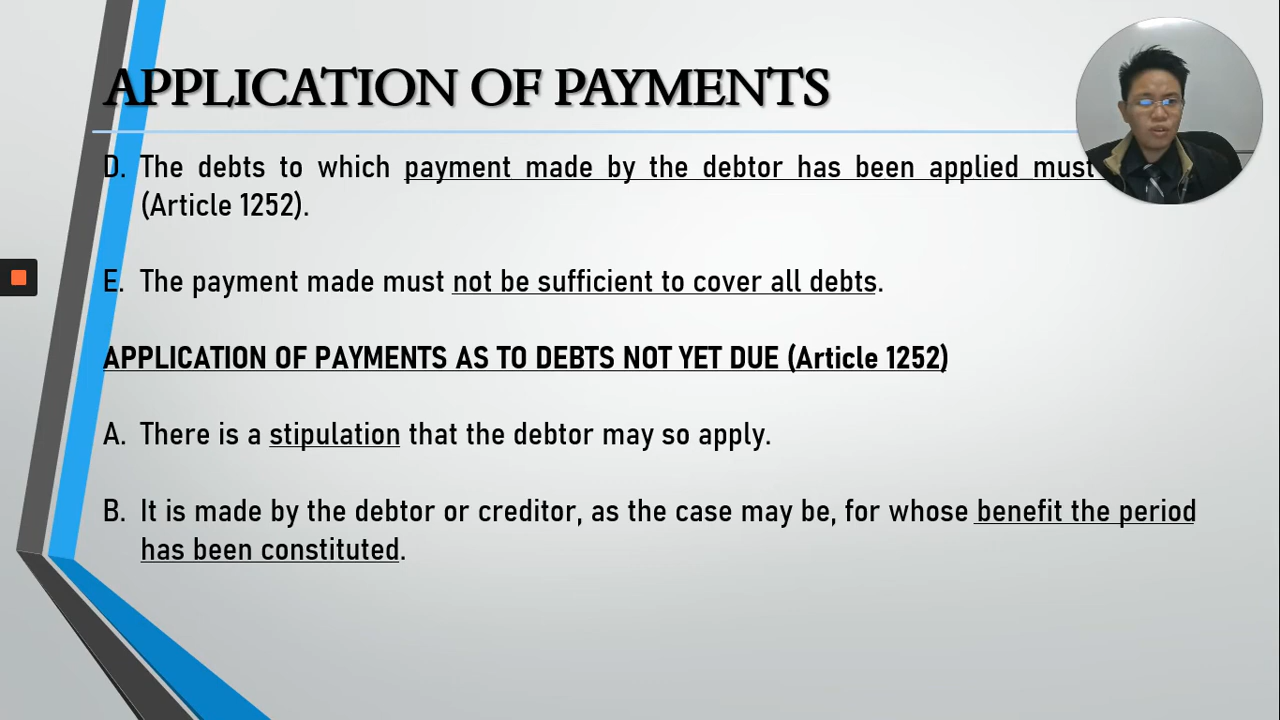 APPLICATION OF PAYMENTS
D. The debts to which payment made by the debtor has been applied must
(Article 1252).
E. The payment made must not be sufficient to cover all debts.
APPLICATION OF PAYMENTS AS TO DEBTS NOT YET DUE (Article 1252)
A. There is a stipulation that the debtor may so apply.
B. It is made by the debtor or creditor, as the case may be, for whose benefit the period
has been constituted.